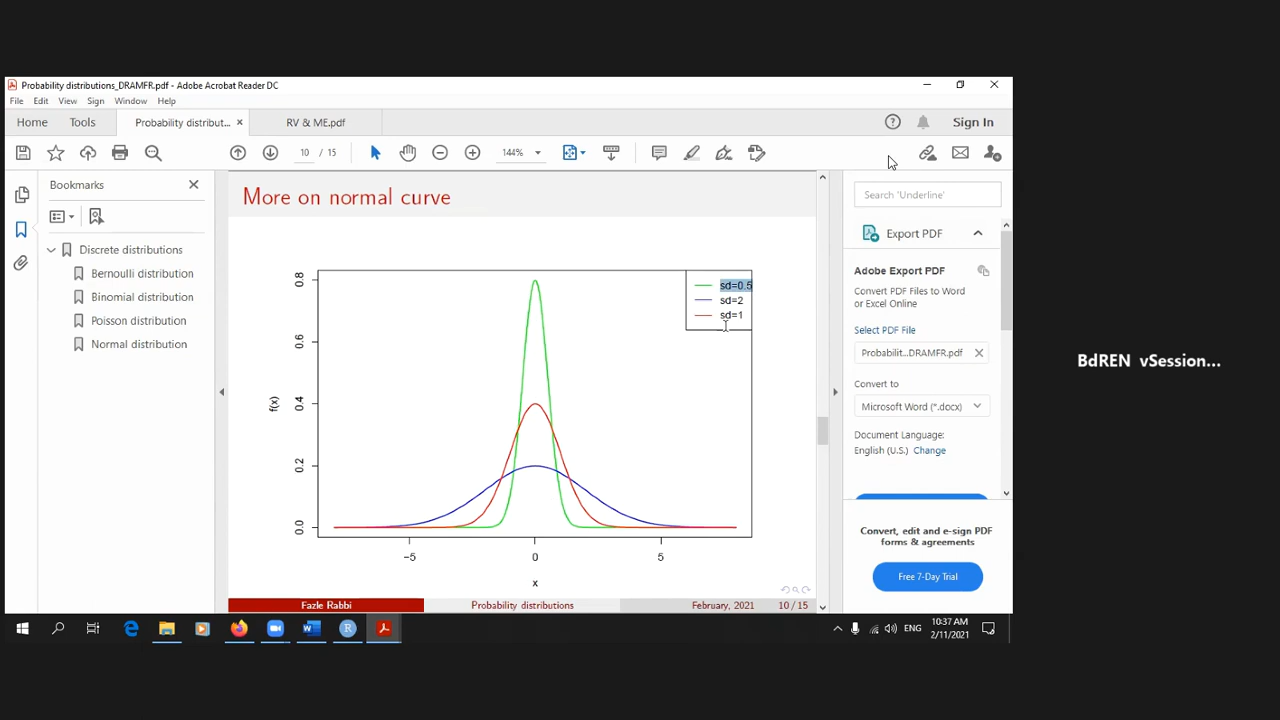 Probability distributions_DRAMFR.pdf - Adobe Acrobat Reader DC
File Edit View Sign Window Help
Home Tools Probability distribut... × RV & ME.pdf Sign In
10 / 15 144%
Bookmarks
Discrete distributions
Bernoulli distribution
Binomial distribution
Poisson distribution
Normal distribution
More on normal curve
sd=0.5
sd=2
sd=1
f(x)
0.8
0.6
0.4
0.2
0.0
−5 0 5
x
Fazle Rabbi Probability distributions February, 2021 10 / 15
Search 'Underline'
Export PDF
Adobe Export PDF
Convert PDF Files to Word
or Excel Online
Select PDF File
Probabilit...DRAMFR.pdf
Convert to
Microsoft Word (*.docx)
Document Language:
English (U.S.) Change
Convert, edit and e-sign PDF
forms & agreements
Free 7-Day Trial
ENG 10:37 AM
2/11/2021
BdREN vSession...